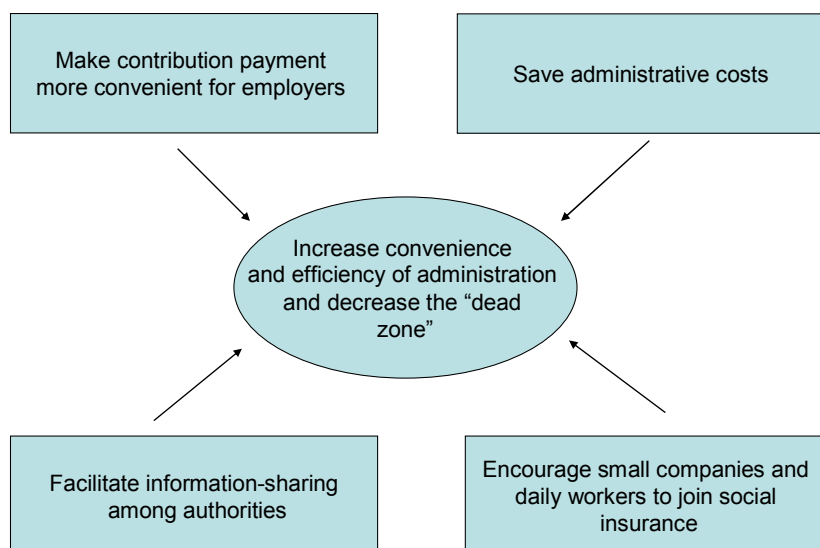 Make contribution payment
more convenient for employers
Save administrative costs
Increase convenience
and efficiency of administration
and decrease the “dead
zone”
Facilitate information-sharing
among authorities
Encourage small companies and
daily workers to join social
insurance